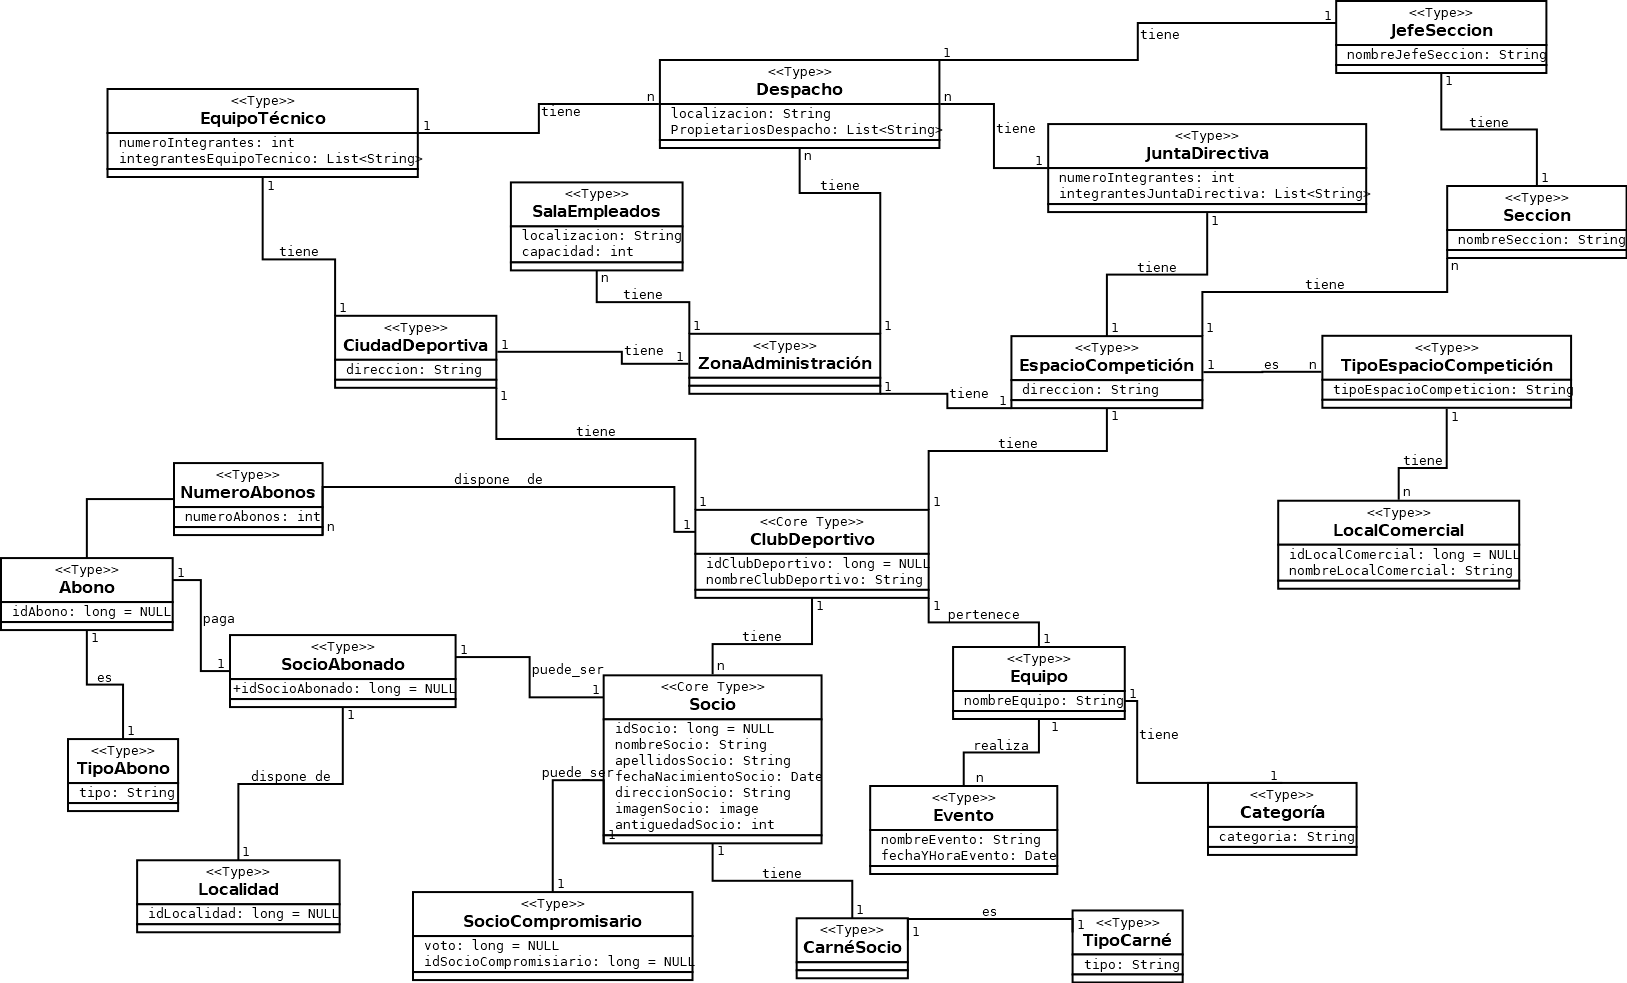 <<Type>>
JefeSeccion
nombreJefeSeccion: String
1
tiene
1
1
<<Type>>
Despacho
localizacion: String
PropietariosDespacho: List<String>
n
n
n
tiene
tiene
1
tiene
<<Type>>
EquipoTécnico
numeroIntegrantes: int
integrantesEquipoTecnico: List<String>
1
1
<<Type>>
JuntaDirectiva
numeroIntegrantes: int
integrantesJuntaDirectiva: List<String>
1
tiene
1
<<Type>>
Seccion
nombreSeccion: String
n
tiene
<<Type>>
SalaEmpleados
localizacion: String
capacidad: int
n
tiene
tiene
tiene
tiene
1
<<Type>>
CiudadDeportiva
direccion: String
1
tiene
1
1
1
1
<<Type>>
ZonaAdministración
1
tiene
1
1
1
<<Type>>
EspacioCompetición
direccion: String
1
es
n
<<Type>>
TipoEspacioCompetición
tipoEspacioCompeticion: String
1
tiene
1
tiene
1
tiene
n
<<Type>>
NumeroAbonos
numeroAbonos: int
n
dispone de
1
1
1
<<Core Type>>
ClubDeportivo
idClubDeportivo: long = NULL
nombreClubDeportivo: String
<<Type>>
LocalComercial
idLocalComercial: long = NULL
nombreLocalComercial: String
<<Type>>
Abono
idAbono: long = NULL
1
paga
1
1
es
1
1
tiene
n
1
pertenece
1
<<Type>>
SocioAbonado
+idSocioAbonado: long = NULL
1
puede_ser
1
1
dispone de
1
<<Type>>
Equipo
nombreEquipo: String
1
tiene
1
1
realiza
n
<<Type>>
TipoAbono
tipo: String
<<Core Type>>
Socio
idSocio: long = NULL
nombreSocio: String
apellidosSocio: String
fechaNacimientoSocio: Date
direccionSocio: String
imagenSocio: image
antiguedadSocio: int
puede_ser
1
1
1
tiene
1
<<Type>>
Evento
nombreEvento: String
fechaYHoraEvento: Date
<<Type>>
Categoría
categoria: String
<<Type>>
Localidad
idLocalidad: long = NULL
<<Type>>
SocioCompromisario
voto: long = NULL
idSocioCompromisiario: long = NULL
<<Type>>
CarnéSocio
1
es
1
<<Type>>
TipoCarné
tipo: String